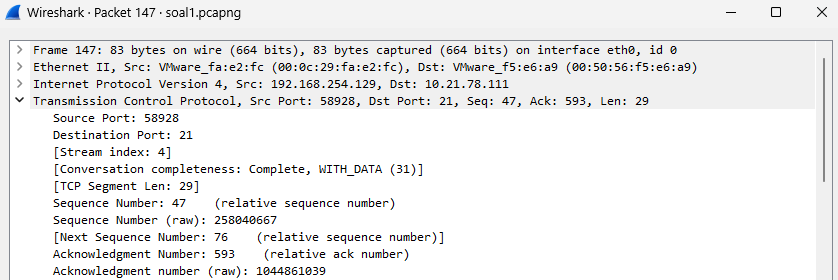 Wireshark · Packet 147 · soal1.pcapng
Frame 147: 83 bytes on wire (664 bits), 83 bytes captured (664 bits) on interface eth0, id 0
Ethernet II, Src: VMware_fa:e2:fc (00:0c:29:fa:e2:fc), Dst: VMware_f5:e6:a9 (00:50:56:f5:e6:a9)
Internet Protocol Version 4, Src: 192.168.254.129, Dst: 10.21.78.111
Transmission Control Protocol, Src Port: 58928, Dst Port: 21, Seq: 47, Ack: 593, Len: 29
Source Port: 58928
Destination Port: 21
[Stream index: 4]
[Conversation completeness: Complete, WITH_DATA (31)]
[TCP Segment Len: 29]
Sequence Number: 47    (relative sequence number)
Sequence Number (raw): 258040667
[Next Sequence Number: 76    (relative sequence number)]
Acknowledgment Number: 593    (relative ack number)
Acknowledgment number (raw): 1044861039